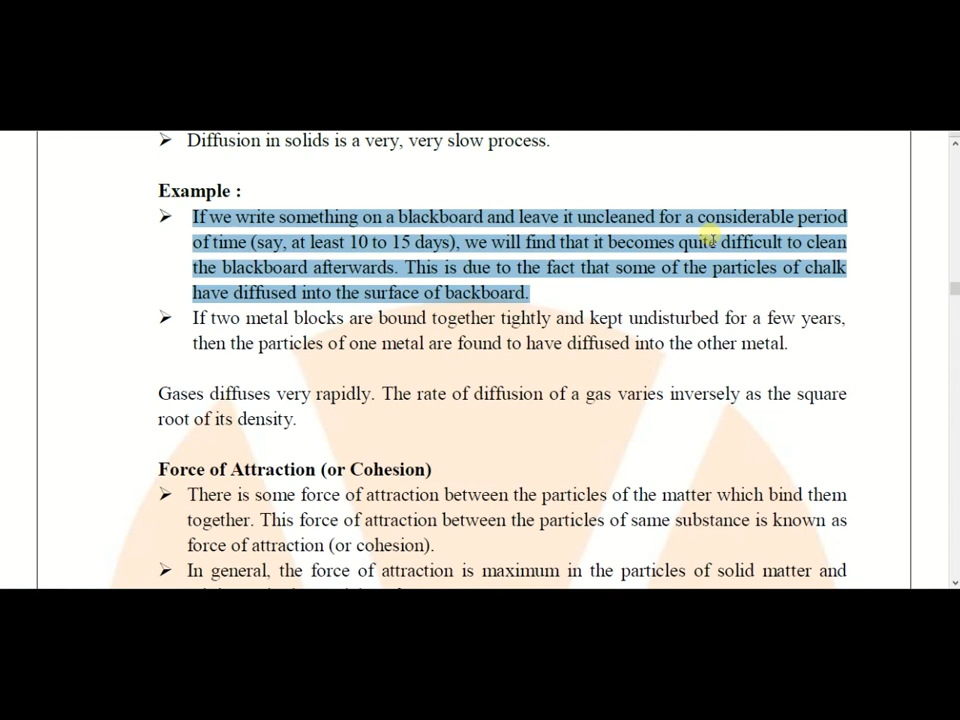 ➢ Diffusion in solids is a very, very slow process.
Example :
➢ If we write something on a blackboard and leave it uncleaned for a considerable period
of time (say, at least 10 to 15 days), we will find that it becomes quite difficult to clean
the blackboard afterwards. This is due to the fact that some of the particles of chalk
have diffused into the surface of backboard.
➢ If two metal blocks are bound together tightly and kept undisturbed for a few years,
then the particles of one metal are found to have diffused into the other metal.
Gases diffuses very rapidly. The rate of diffusion of a gas varies inversely as the square
root of its density.
Force of Attraction (or Cohesion)
➢ There is some force of attraction between the particles of the matter which bind them
together. This force of attraction between the particles of same substance is known as
force of attraction (or cohesion).
➢ In general, the force of attraction is maximum in the particles of solid matter and